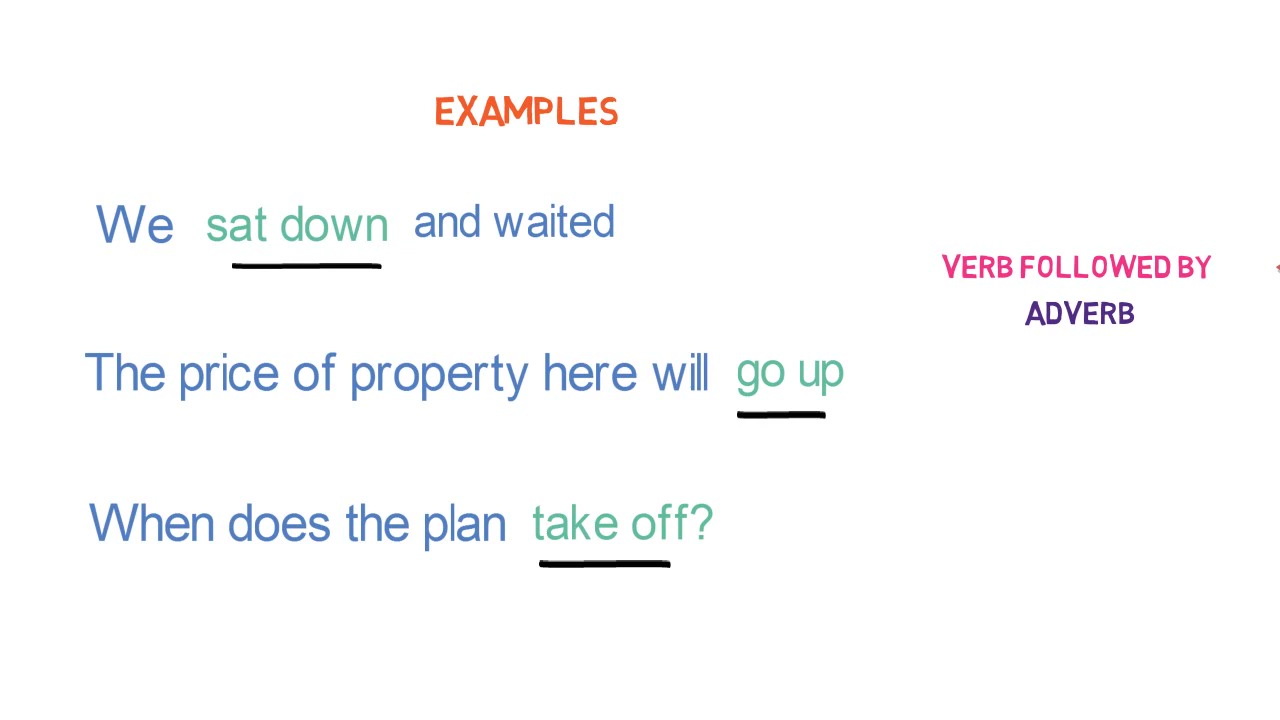 EXAMPLES
We sat down and waited
VERB FOLLOWED BY
ADVERB
The price of property here will go up
When does the plan take off?